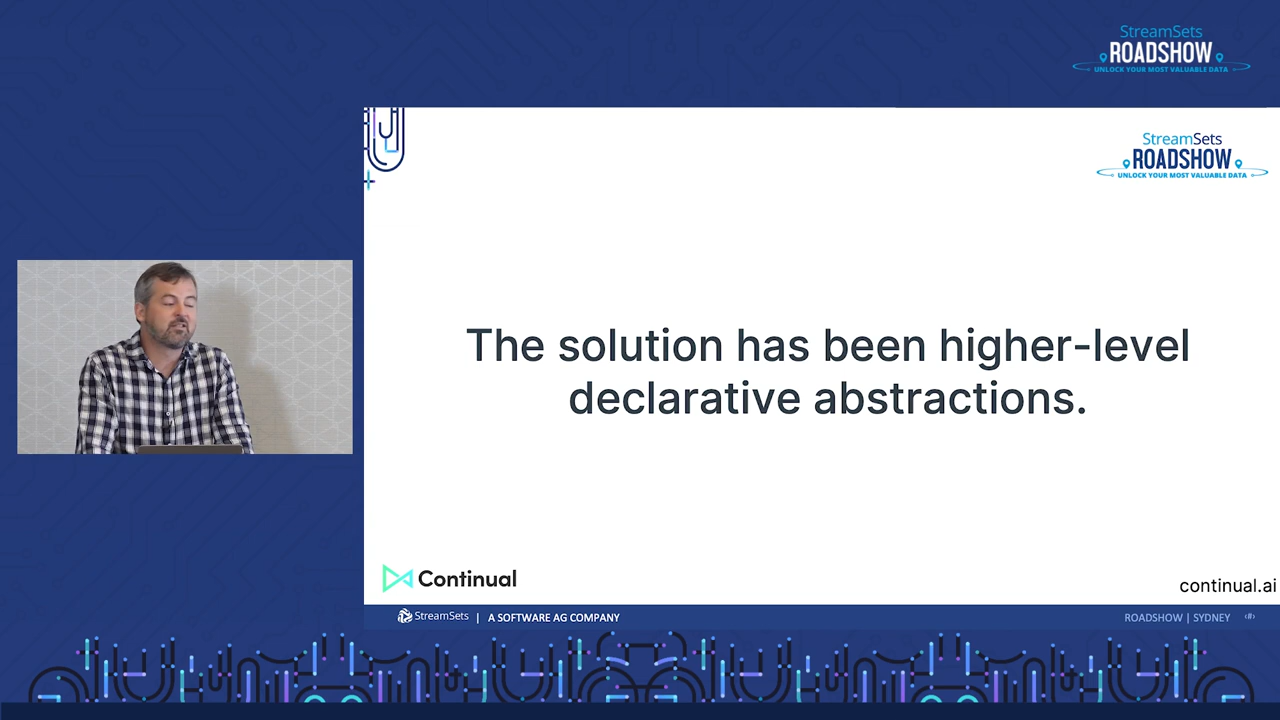 StreamSets
ROADSHOW
UNLOCK YOUR MOST VALUABLE DATA
StreamSets
ROADSHOW
UNLOCK YOUR MOST VALUABLE DATA
The solution has been higher-level
declarative abstractions.
Continual
continual.ai
StreamSets | A SOFTWARE AG COMPANY
ROADSHOW | SYDNEY ‹#›